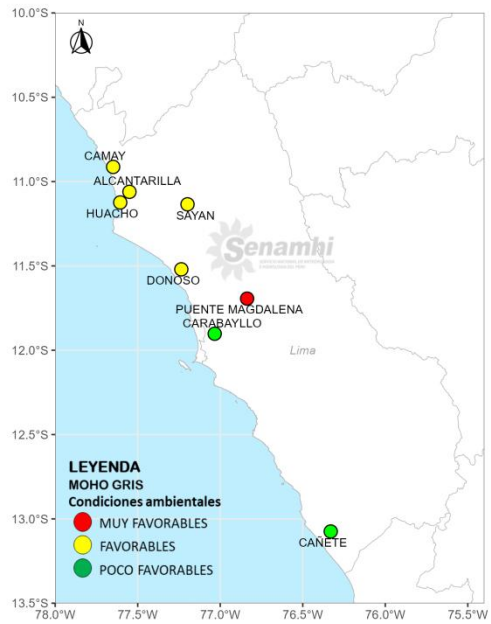 10.0°S
N
10.5°S
CAMAY
11.0°S
ALCANTARILLA
HUACHO
SAYAN
Senamhi
11.5°S
DONOSO
PUENTE MAGDALENA
CARABAYLLO
12.0°S
Lima
12.5°S
LEYENDA
MOHO GRIS
Condiciones ambientales
MUY FAVORABLES
FAVORABLES
POCO FAVORABLES
13.0°S
CAÑETE
13.5°S
78.0°W 77.5°W 77.0°W 76.5°W 76.0°W 75.5°W